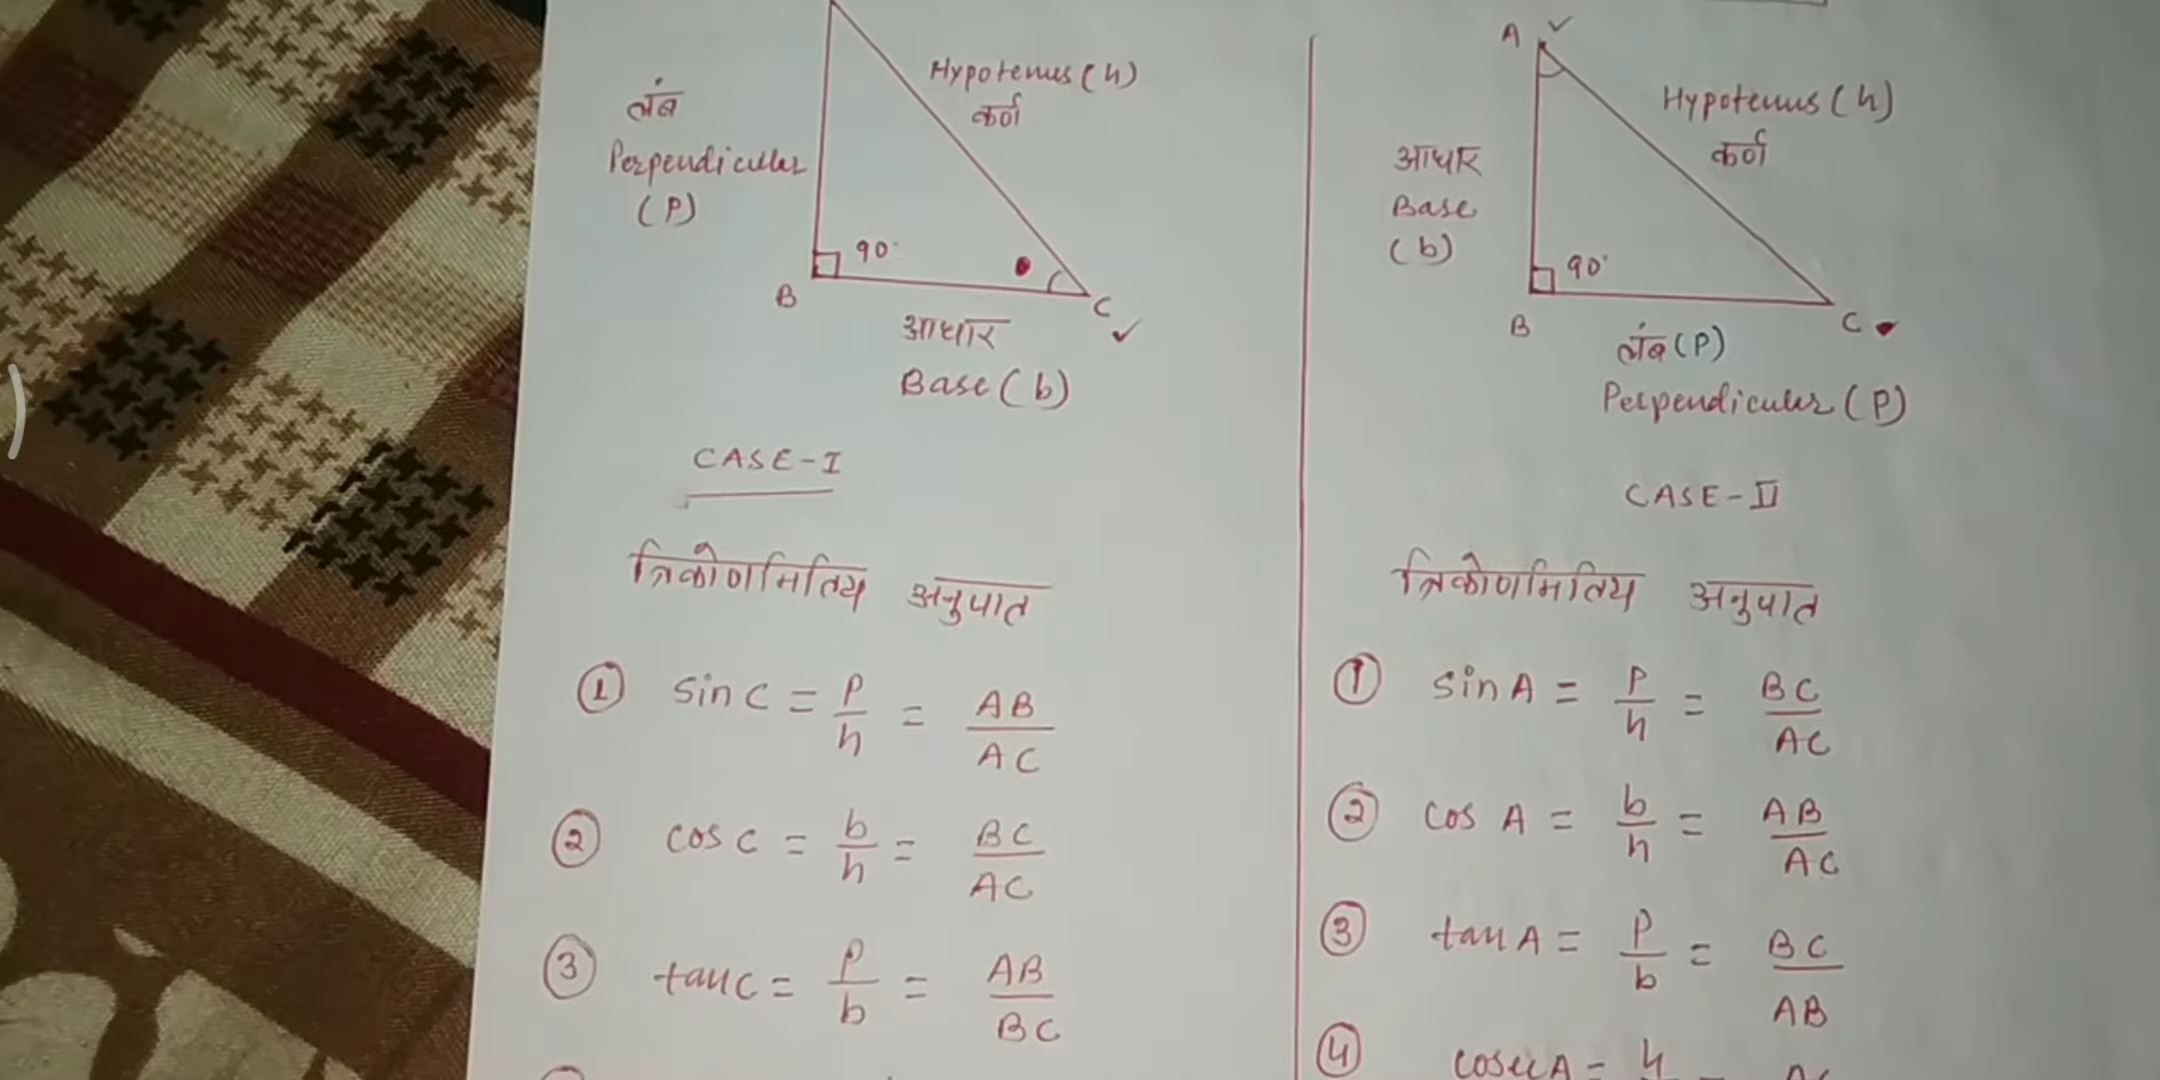 लंब
Perpendicular
(P)
Hypotenus (h)
कर्ण
90°
B
C
आधार
Base (b)
CASE-I
त्रिकोणमितिय अनुपात
① sin C = P/h = AB/AC
② cos C = b/h = BC/AC
③ tan C = P/b = AB/BC
A
Hypotenus (h)
कर्ण
आधार
Base
(b)
90°
B
C
लंब (P)
Perpendicular (P)
CASE-II
त्रिकोणमितिय अनुपात
① sin A = P/h = BC/AC
② cos A = b/h = AB/AC
③ tan A = P/b = BC/AB
④ cosec A = h